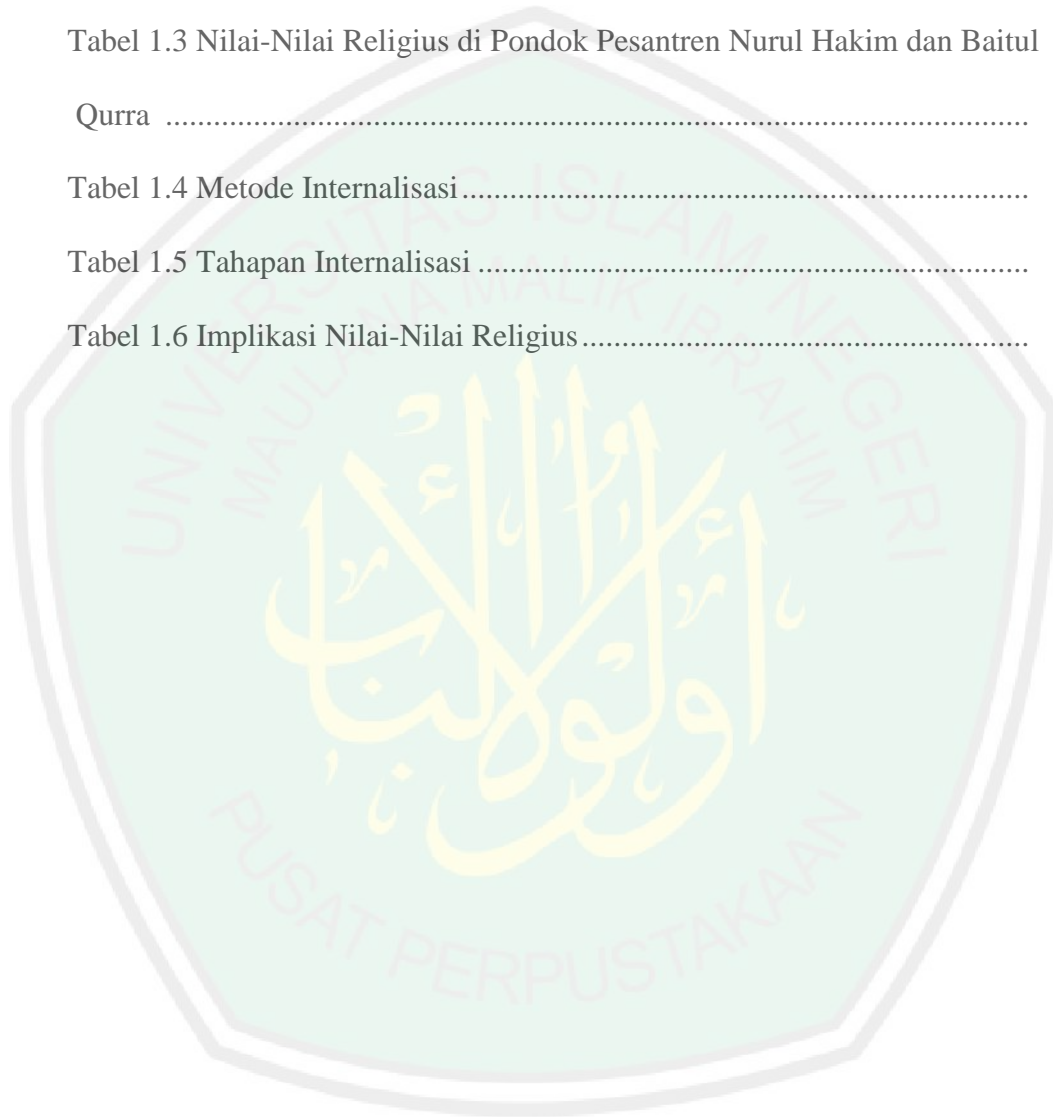 Tabel 1.3 Nilai-Nilai Religius di Pondok Pesantren Nurul Hakim dan Baitul
Qurra ............................................................................................................
Tabel 1.4 Metode Internalisasi.......................................................................
Tabel 1.5 Tahapan Internalisasi .....................................................................
Tabel 1.6 Implikasi Nilai-Nilai Religius........................................................
UNIVERSITAS ISLAM NEGERI
MAULANA MALIK IBRAHIM
أولوا الألباب
PUSAT PERPUSTAKAAN